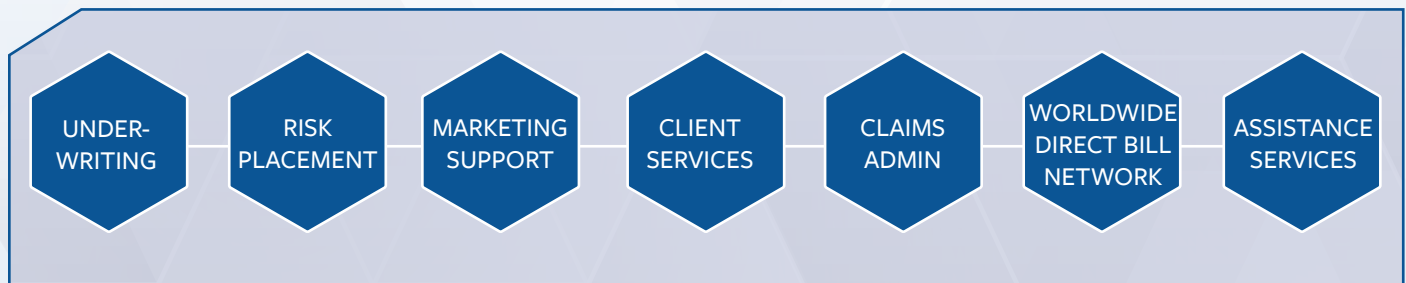 UNDER-
WRITING
RISK
PLACEMENT
MARKETING
SUPPORT
CLIENT
SERVICES
CLAIMS
ADMIN
WORLDWIDE
DIRECT BILL
NETWORK
ASSISTANCE
SERVICES